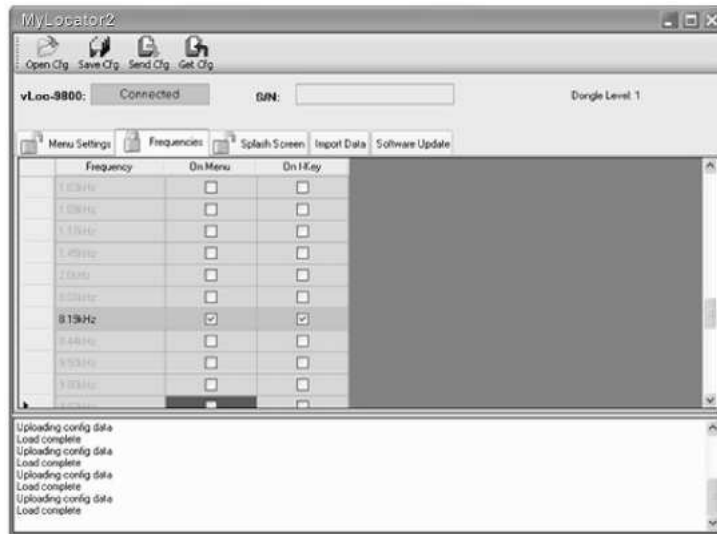 MyLocator2
Open Cfg Save Cfg Send Cfg Get Cfg
vLoc-9800: Connected S/N: Dongle Level: 1
Menu Settings Frequencies Splash Screen Import Data Software Update
Frequency On Menu On I-Key
8.19kHz
Uploading config data
Load complete
Uploading config data
Load complete
Uploading config data
Load complete
Uploading config data
Load complete